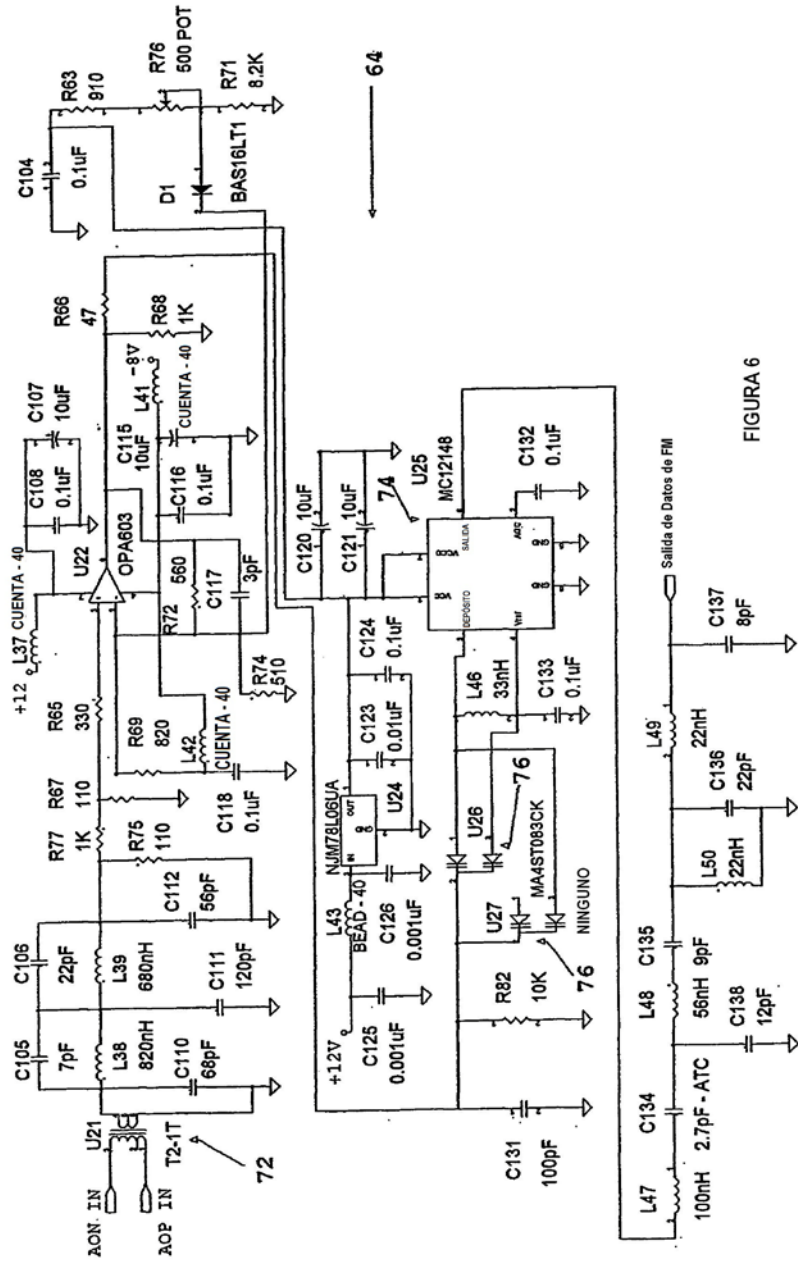 AON IN
AOP IN
U21
T2-1T
72
C105
7pF
L38
820nH
C110
68pF
C106
22pF
L39
680nH
C111
120pF
C112
56pF
R77
1K
R75
110
R67
110
R65
330
R69
820
L42
CUENTA - 40
C118
0.1uF
+12
L37 CUENTA - 40
C108
0.1uF
C107
10uF
U22
OPA603
R72
560
C117
3pF
R74
510
C115
10uF
C116
0.1uF
L41
-8V
CUENTA - 40
R66
47
R68
1K
C104
0.1uF
R63
910
R76
500 POT
R71
8.2K
D1
BAS16LT1
64
+12V
C125
0.001uF
L43
BEAD - 40
C126
0.001uF
NJM78L06UA
IN
OUT
U24
C123
0.01uF
C124
0.1uF
C120
10uF
C121
10uF
74
U25
MC12148
VCC
VCC
DEPOSITO
SALIDA
Vref
AGC
GND
GND
C132
0.1uF
L46
33nH
C133
0.1uF
U26
76
U27
MA4ST083CK
NINGUNO
76
R82
10K
C131
100pF
L47
100nH
C134
2.7pF - ATC
L48
56nH
C138
12pF
C135
9pF
L50
22nH
C136
22pF
L49
22nH
C137
8pF
Salida de Datos de FM
FIGURA 6